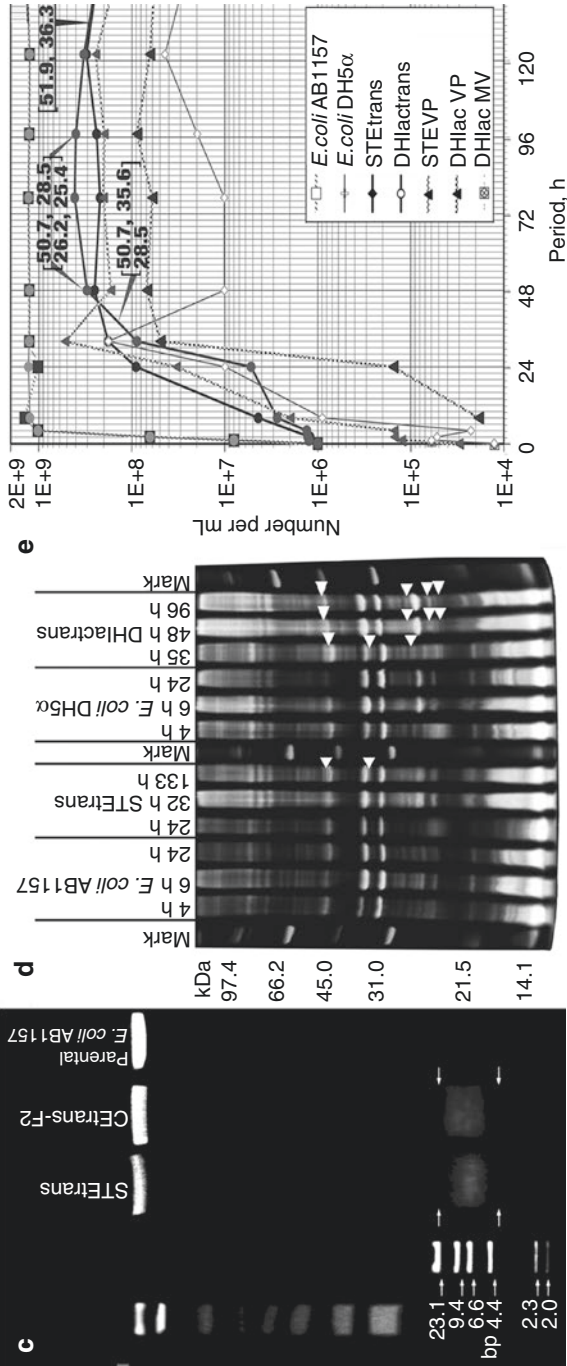 c
STEtrans
CEtrans-F2
Parental
E. coli AB1157
23.1
9.4
6.6
bp 4.4
2.3
2.0
d
Mark
4 h
6 h
24 h
E. coli AB1157
24 h
32 h
133 h
STEtrans
Mark
4 h
6 h
24 h
E. coli DH5α
35 h
48 h
96 h
DHlactrans
Mark
kDa
97.4
66.2
45.0
31.0
21.5
14.1
e
2E+9
1E+9
1E+8
1E+7
1E+6
1E+5
1E+4
Number per mL
0
24
48
72
96
120
Period, h
[50.7, 28.5
26.2, 25.4]
[50.7, 35.6
28.5]
[51.9, 36.3
E.coli AB1157
E.coli DH5α
STEtrans
DHlactrans
STEVP
DHlac VP
DHlac MV